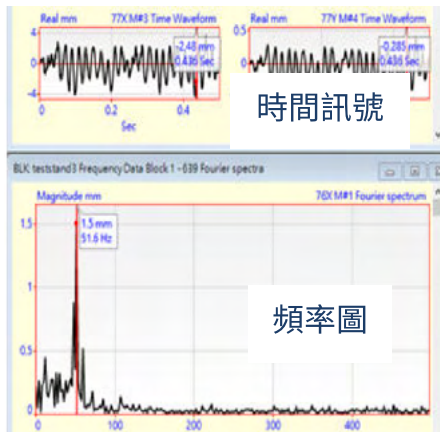 Real mm 77X M#3 Time Waveform
4
0
-4
-2.48 mm
0.436 Sec
0 0.2 0.4
Sec
Real mm 77Y M#4 Time Waveform
0.5
0
-0.285 mm
0.436 Sec
時間訊號
BLK: teststand3 Frequency Data Block 1 - 639 Fourier spectra
Magnitude mm 76X M#1 Fourier spectrum
1.5
1
0.5
1.5 mm
51.6 Hz
頻率圖
0 100 200 300 400